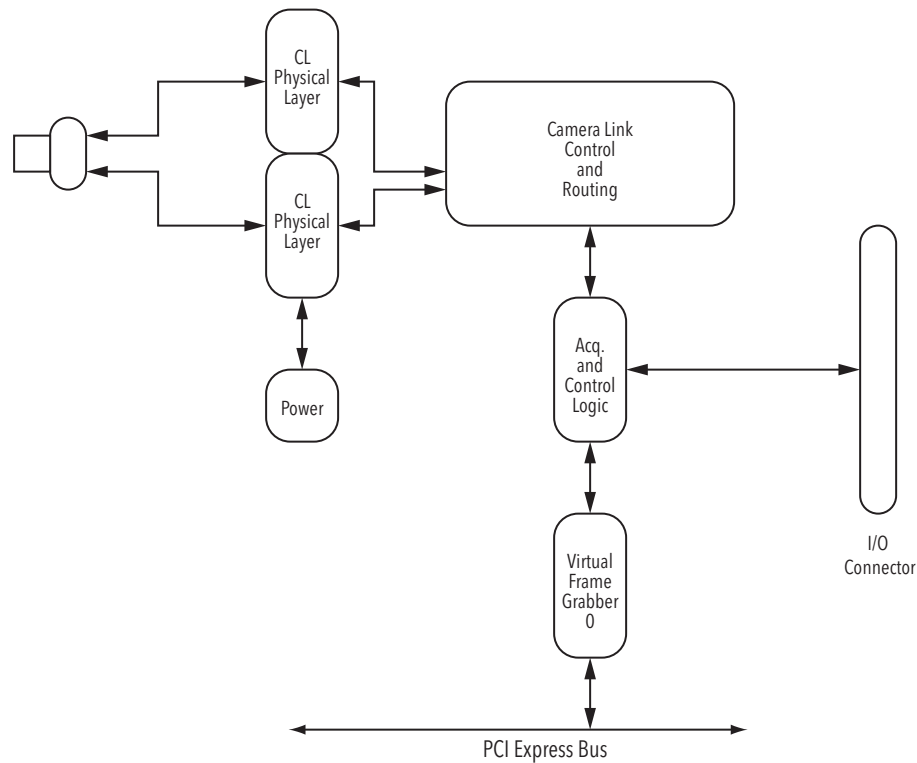 CL
Physical
Layer
Camera Link
Control
and
Routing
CL
Physical
Layer
Acq.
and
Control
Logic
Power
I/O
Connector
Virtual
Frame
Grabber
0
PCI Express Bus